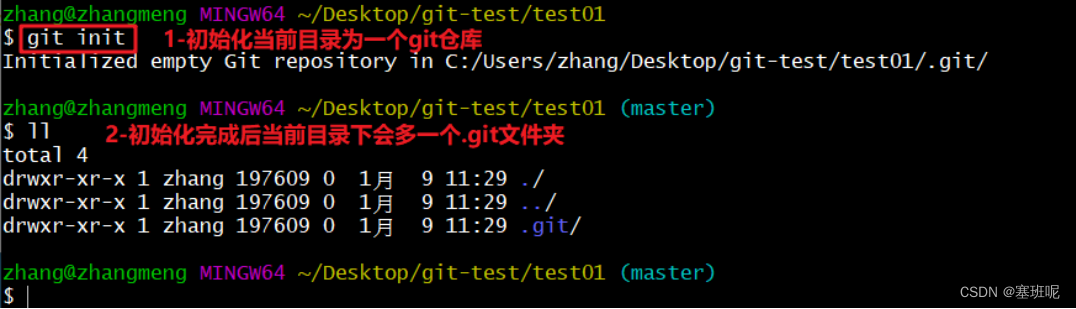 zhang@zhangmeng MINGW64 ~/Desktop/git-test/test01
$ git init 1-初始化当前目录为一个git仓库
Initialized empty Git repository in C:/Users/zhang/Desktop/git-test/test01/.git/
zhang@zhangmeng MINGW64 ~/Desktop/git-test/test01 (master)
$ ll 2-初始化完成后当前目录下会多一个.git文件夹
total 4
drwxr-xr-x 1 zhang 197609 0 1月 9 11:29 ./
drwxr-xr-x 1 zhang 197609 0 1月 9 11:29 ../
drwxr-xr-x 1 zhang 197609 0 1月 9 11:29 .git/
zhang@zhangmeng MINGW64 ~/Desktop/git-test/test01 (master)
$
CSDN @塞班呢